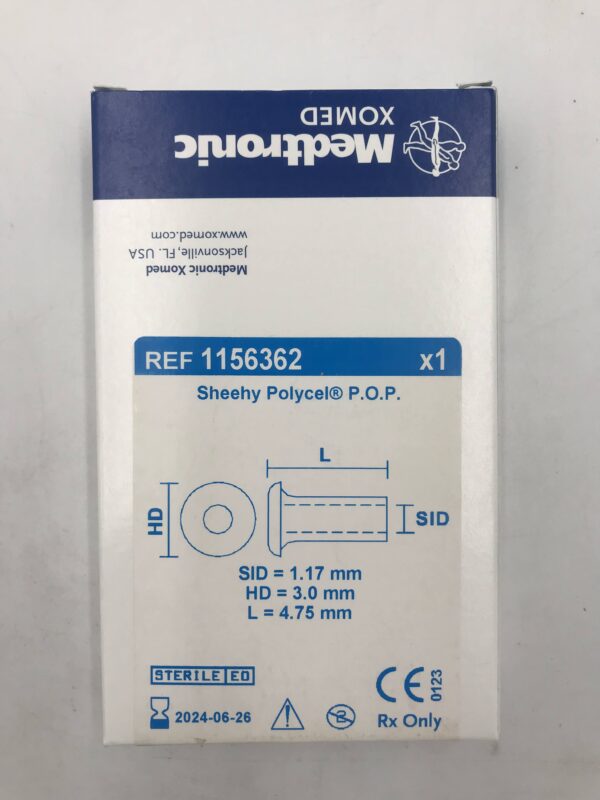 Medtronic
XOMED
Medtronic Xomed
Jacksonville, FL. USA
www.xomed.com
REF 1156362 x1
Sheehy Polycel® P.O.P.
L
HD
SID
SID = 1.17 mm
HD = 3.0 mm
L = 4.75 mm
STERILE EO
CE 0123
2024-06-26
2
Rx Only